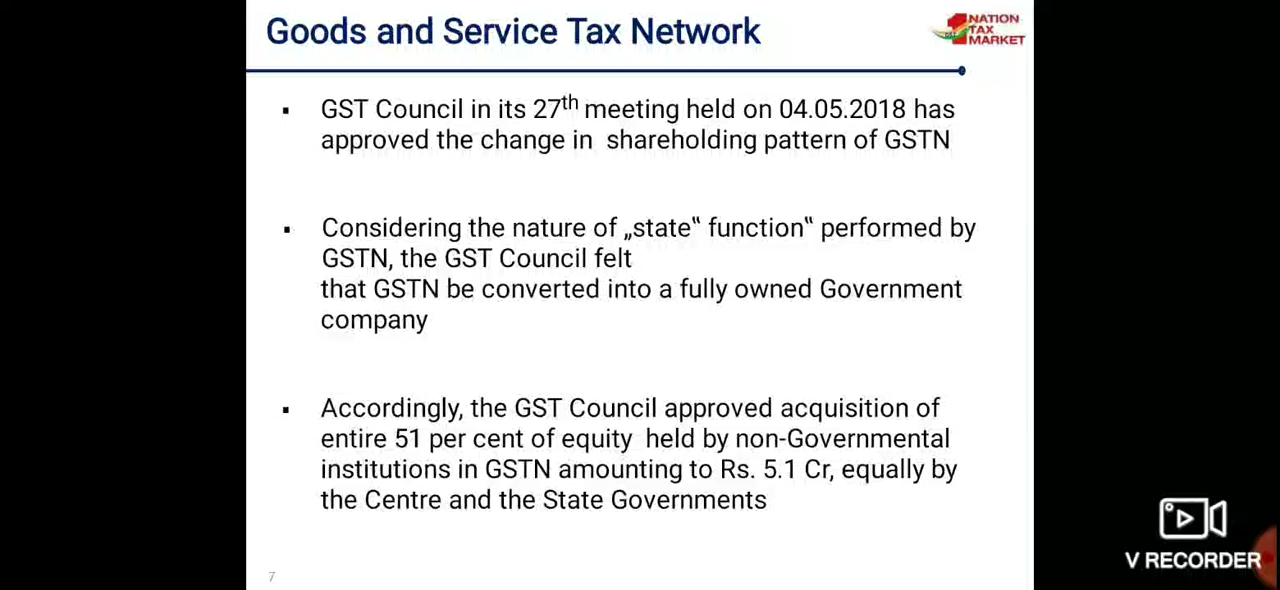 Goods and Service Tax Network
1 NATION
TAX
MARKET
▪ GST Council in its 27th meeting held on 04.05.2018 has
approved the change in shareholding pattern of GSTN
▪ Considering the nature of „state‟ function‟ performed by
GSTN, the GST Council felt
that GSTN be converted into a fully owned Government
company
▪ Accordingly, the GST Council approved acquisition of
entire 51 per cent of equity held by non-Governmental
institutions in GSTN amounting to Rs. 5.1 Cr, equally by
the Centre and the State Governments
7
V RECORDER